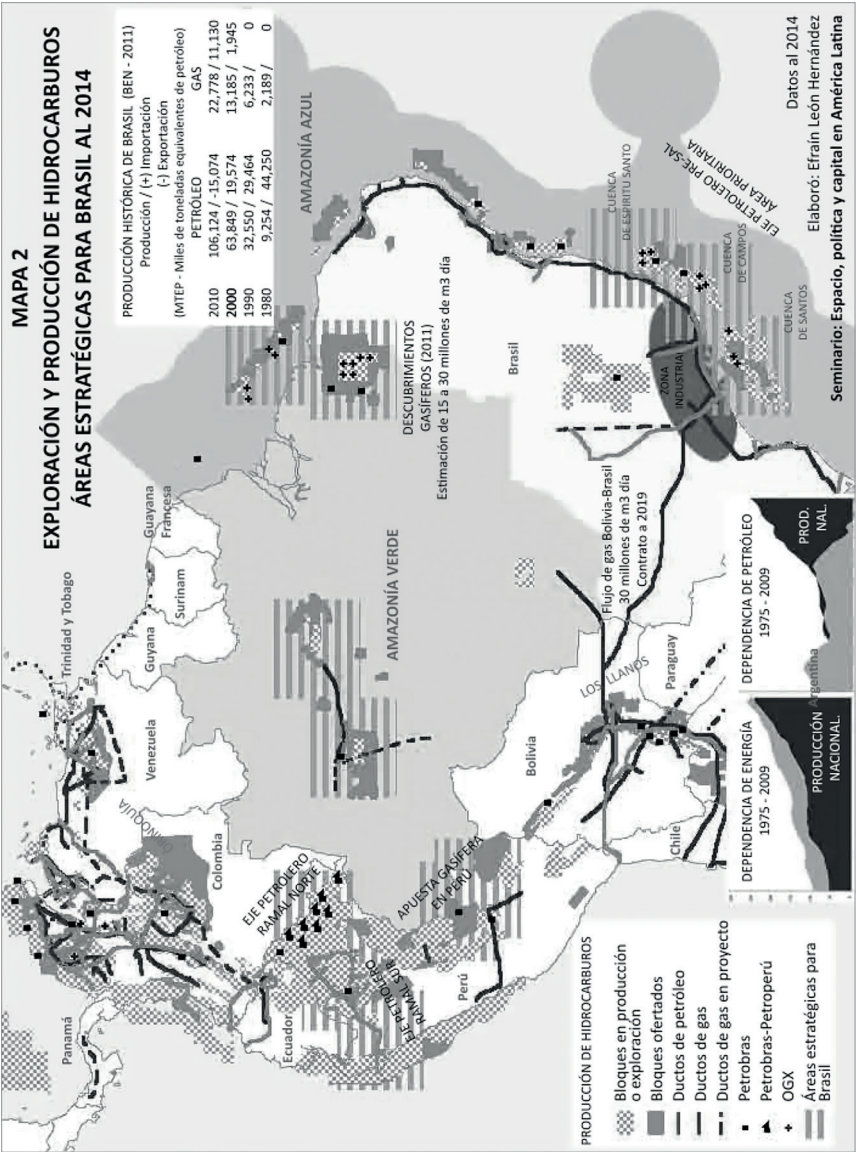 MAPA 2
EXPLORACIÓN Y PRODUCCIÓN DE HIDROCARBUROS
ÁREAS ESTRATÉGICAS PARA BRASIL AL 2014
PRODUCCIÓN HISTÓRICA DE BRASIL (BEN - 2011)
Producción / (+) Importación
(-) Exportación
(MTEP - Miles de toneladas equivalentes de petróleo)
PETRÓLEO GAS
2010 106,124 / -15,074 22,778 / 11,130
2000 63,849 / 19,574 13,185 / 1,945
1990 32,550 / 29,464 6,233 / 0
1980 9,254 / 44,250 2,189 / 0
Panamá
Trinidad y Tobago
Venezuela
Guyana
Surinam
Guayana
Francesa
ORINOQUÍA
Colombia
AMAZONÍA AZUL
EJE PETROLERO
RAMAL NORTE
Ecuador
EJE PETROLERO
RAMAL SUR
APUESTA GASÍFERA
EN PERÚ
Perú
AMAZONÍA VERDE
DESCUBRIMIENTOS
GASÍFEROS (2011)
Estimación de 15 a 30 millones de m3 día
Brasil
Bolivia
LOS LLANOS
Flujo de gas Bolivia-Brasil
30 millones de m3 día
Contrato a 2019
Paraguay
Chile
Argentina
ZONA
INDUSTRIAL
CUENCA
DE ESPIRITU SANTO
CUENCA
DE CAMPOS
CUENCA
DE SANTOS
EJE PETROLERO PRE-SAL
ÁREA PRIORITARIA
PRODUCCIÓN DE HIDROCARBUROS
Bloques en producción
o exploración
Bloques ofertados
Ductos de petróleo
Ductos de gas
Ductos de gas en proyecto
Petrobras
Petrobras-Petroperú
OGX
Áreas estratégicas para
Brasil
DEPENDENCIA DE ENERGÍA
1975 - 2009
PRODUCCIÓN
NACIONAL.
DEPENDENCIA DE PETRÓLEO
1975 - 2009
PROD.
NAL.
Datos al 2014
Elaboró: Efraín León Hernández
Seminario: Espacio, política y capital en América Latina